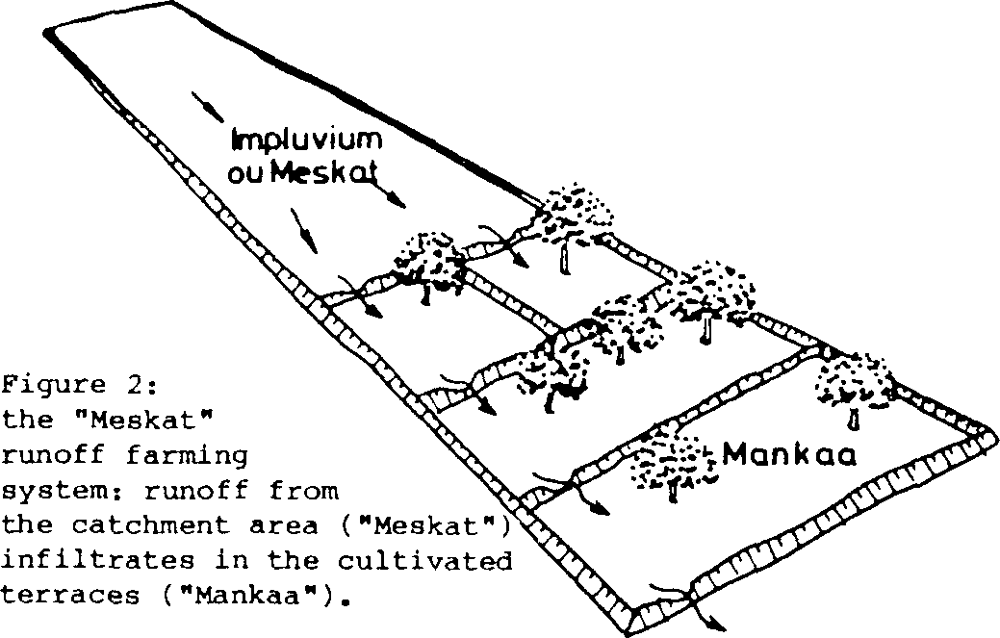 Impluvium
ou Meskat
Mankaa
Figure 2:
the "Meskat"
runoff farming
system: runoff from
the catchment area ("Meskat")
infiltrates in the cultivated
terraces ("Mankaa").